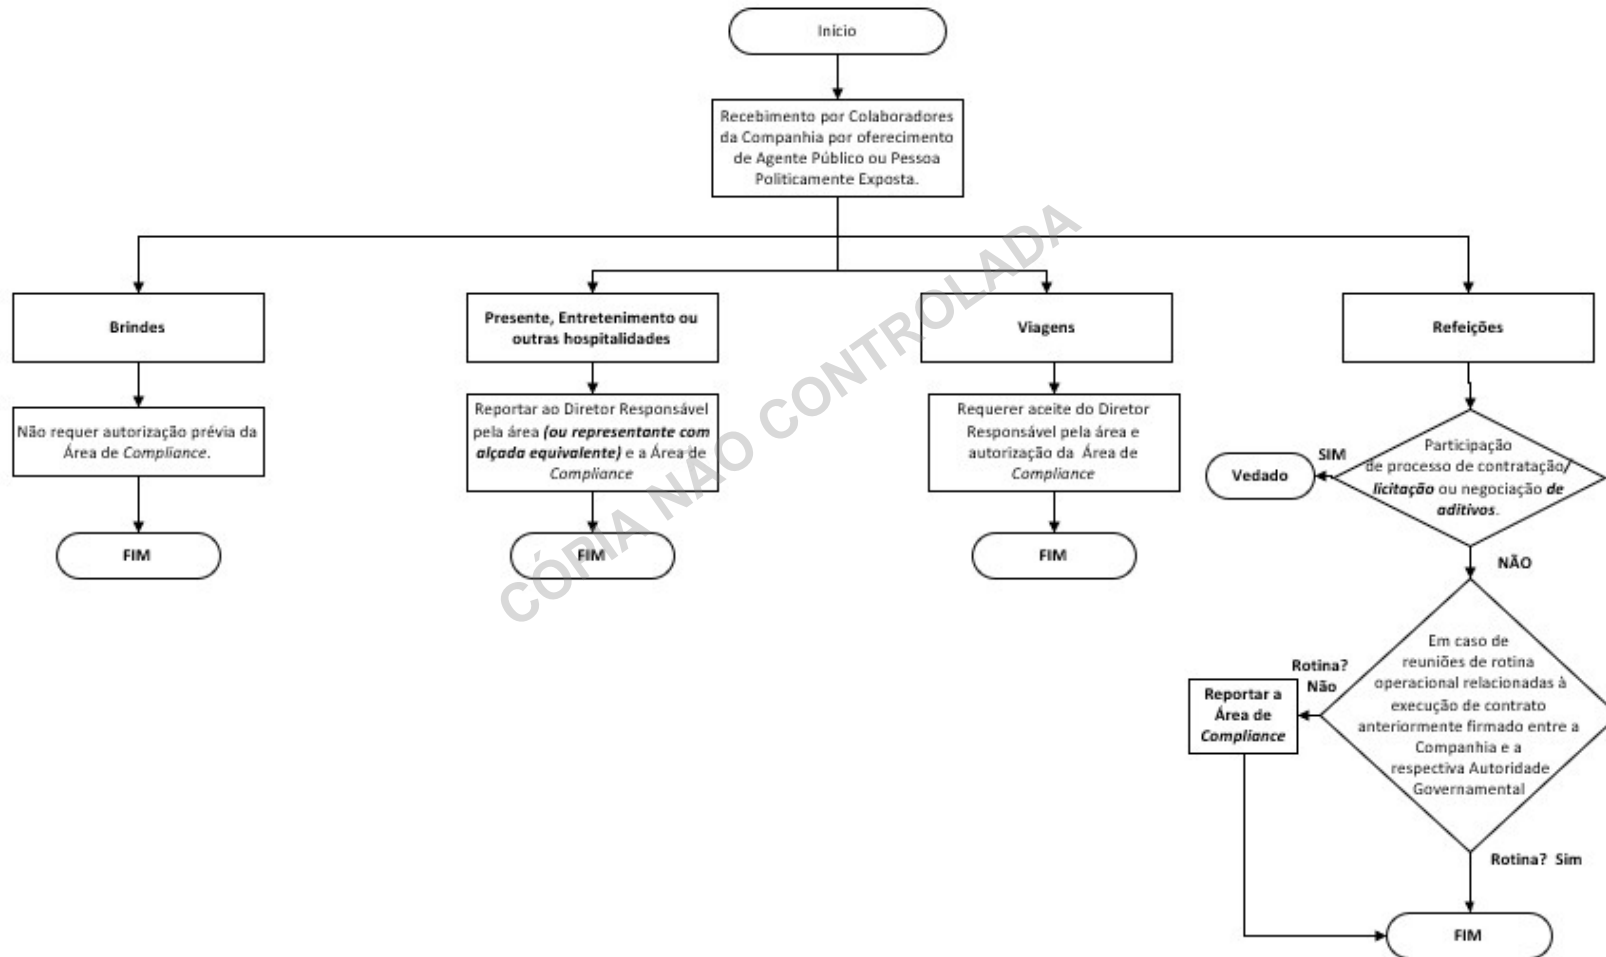 Início
Recebimento por Colaboradores
da Companhia por oferecimento
de Agente Público ou Pessoa
Politicamente Exposta.
Brindes
Não requer autorização prévia da
Área de Compliance.
FIM
Presente, Entretenimento ou
outras hospitalidades
Reportar ao Diretor Responsável
pela área (ou representante com
alçada equivalente) e a Área de
Compliance
FIM
Viagens
Requerer aceite do Diretor
Responsável pela área e
autorização da Área de
Compliance
FIM
Refeições
Participação
de processo de contratação/
licitação ou negociação de
aditivos.
SIM
Vedado
NÃO
Em caso de
reuniões de rotina
operacional relacionadas à
execução de contrato
anteriormente firmado entre a
Companhia e a
respectiva Autoridade
Governamental
Rotina?
Não
Reportar a
Área de
Compliance
Rotina? Sim
FIM
CÓPIA NÃO CONTROLADA